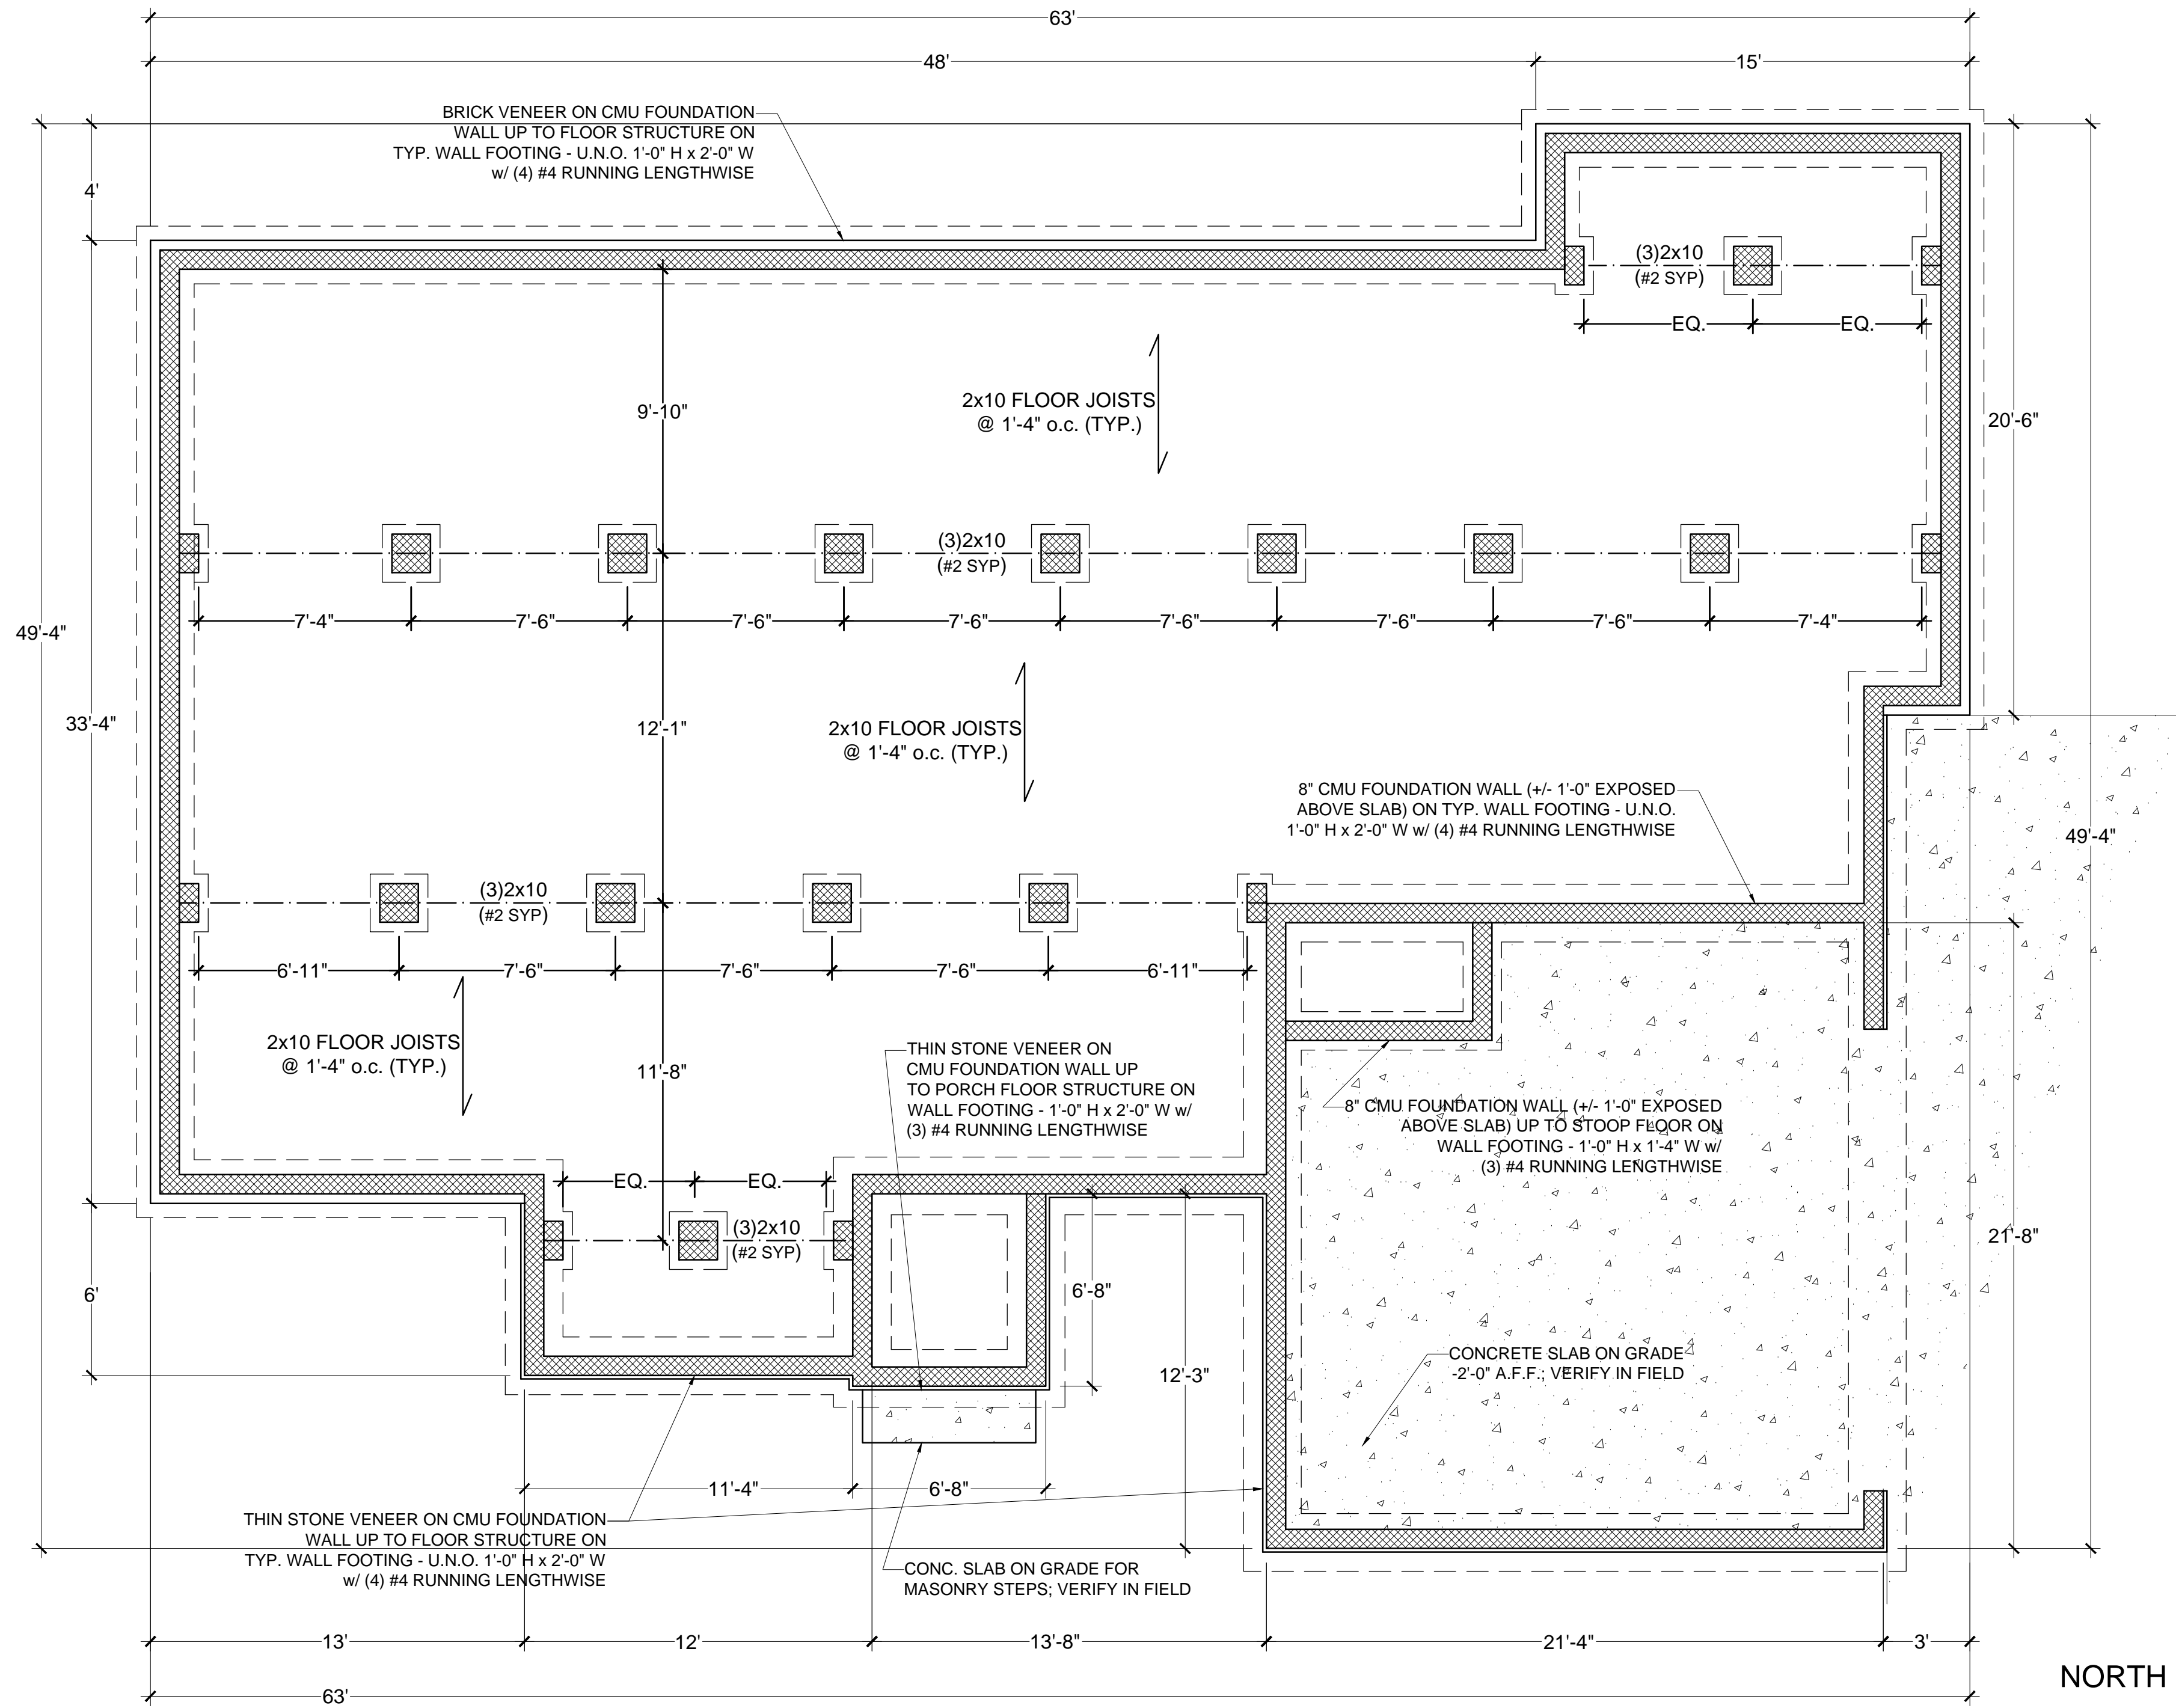 63'
48'
15'
BRICK VENEER ON CMU FOUNDATION
WALL UP TO FLOOR STRUCTURE ON
TYP. WALL FOOTING - U.N.O. 1'-0" H x 2'-0" W
w/ (4) #4 RUNNING LENGTHWISE
4'
(3)2x10
(#2 SYP)
EQ.
EQ.
9'-10"
2x10 FLOOR JOISTS
@ 1'-4" o.c. (TYP.)
20'-6"
(3)2x10
(#2 SYP)
7'-4"
7'-6"
7'-6"
7'-6"
7'-6"
7'-6"
7'-6"
7'-4"
49'-4"
33'-4"
12'-1"
2x10 FLOOR JOISTS
@ 1'-4" o.c. (TYP.)
8" CMU FOUNDATION WALL (+/- 1'-0" EXPOSED
ABOVE SLAB) ON TYP. WALL FOOTING - U.N.O.
1'-0" H x 2'-0" W w/ (4) #4 RUNNING LENGTHWISE
49'-4"
(3)2x10
(#2 SYP)
6'-11"
7'-6"
7'-6"
7'-6"
6'-11"
2x10 FLOOR JOISTS
@ 1'-4" o.c. (TYP.)
11'-8"
THIN STONE VENEER ON
CMU FOUNDATION WALL UP
TO PORCH FLOOR STRUCTURE ON
WALL FOOTING - 1'-0" H x 2'-0" W w/
(3) #4 RUNNING LENGTHWISE
8" CMU FOUNDATION WALL (+/- 1'-0" EXPOSED
ABOVE SLAB) UP TO STOOP FLOOR ON
WALL FOOTING - 1'-0" H x 1'-4" W w/
(3) #4 RUNNING LENGTHWISE
EQ.
EQ.
(3)2x10
(#2 SYP)
21'-8"
6'
6'-8"
12'-3"
CONCRETE SLAB ON GRADE
-2'-0" A.F.F.; VERIFY IN FIELD
11'-4"
6'-8"
THIN STONE VENEER ON CMU FOUNDATION
WALL UP TO FLOOR STRUCTURE ON
TYP. WALL FOOTING - U.N.O. 1'-0" H x 2'-0" W
w/ (4) #4 RUNNING LENGTHWISE
CONC. SLAB ON GRADE FOR
MASONRY STEPS; VERIFY IN FIELD
13'
12'
13'-8"
21'-4"
3'
NORTH
63'